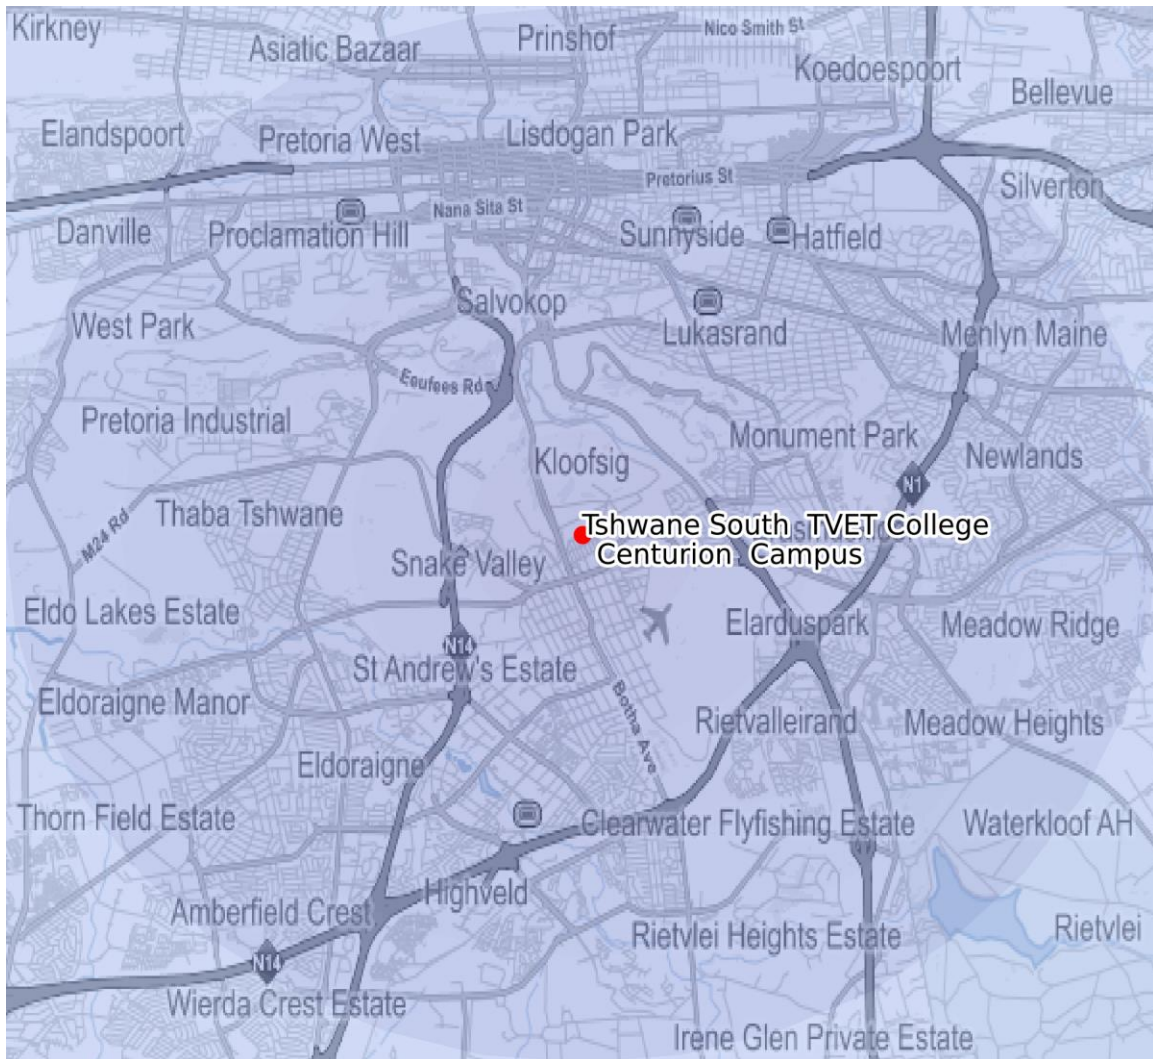 Kirkney
Prinshof
Nico Smith St
Asiatic Bazaar
Koedoespoort
Bellevue
Elandspoort
Pretoria West
Lisdogan Park
Pretorius St
Silverton
Nana Sita St
Danville
Proclamation Hill
Sunnyside
Hatfield
Salvokop
West Park
Lukasrand
Menlyn Maine
Eeufees Rd
Pretoria Industrial
Monument Park
Kloofsig
Newlands
N1
Thaba Tshwane
M24 Rd
Tshwane South TVET College
Centurion Campus
Snake Valley
Eldo Lakes Estate
Elarduspark
Meadow Ridge
N14
St Andrew's Estate
Eldoraigne Manor
Botha Ave
Rietvalleirand
Meadow Heights
Eldoraigne
Thorn Field Estate
Clearwater Flyfishing Estate
Waterkloof AH
Highveld
Amberfield Crest
Rietvlei Heights Estate
Rietvlei
N14
Wierda Crest Estate
Irene Glen Private Estate